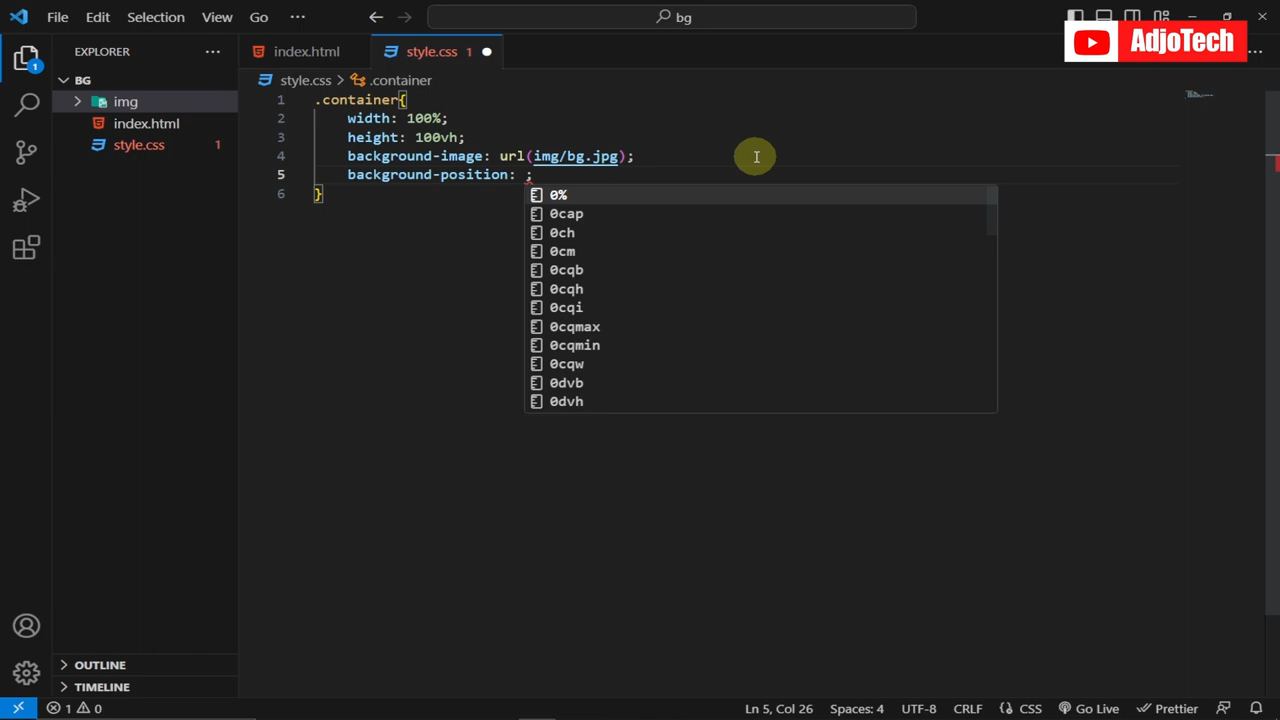 File Edit Selection View Go ··· bg
AdjoTech
EXPLORER ···
index.html
style.css 1
BG
img
index.html
style.css 1
style.css > .container
1 .container{
2 width: 100%;
3 height: 100vh;
4 background-image: url(img/bg.jpg);
5 background-position: ;
6 }
0%
0cap
0ch
0cm
0cqb
0cqh
0cqi
0cqmax
0cqmin
0cqw
0dvb
0dvh
1
OUTLINE
TIMELINE
1 0 Ln 5, Col 26 Spaces: 4 UTF-8 CRLF CSS Go Live Prettier